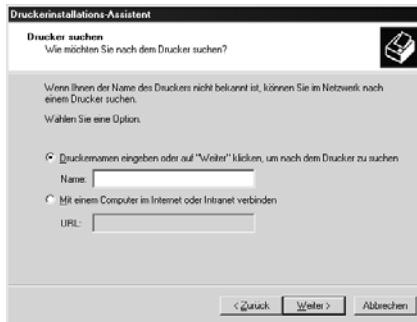 Druckerinstallations-Assistent
Drucker suchen
Wie möchten Sie nach dem Drucker suchen?
Wenn Ihnen der Name des Druckers nicht bekannt ist, können Sie im Netzwerk nach
einem Drucker suchen.
Wählen Sie eine Option.
Druckernamen eingeben oder auf "Weiter" klicken, um nach dem Drucker zu suchen
Name:
Mit einem Computer im Internet oder Intranet verbinden
URL:
< Zurück Weiter > Abbrechen